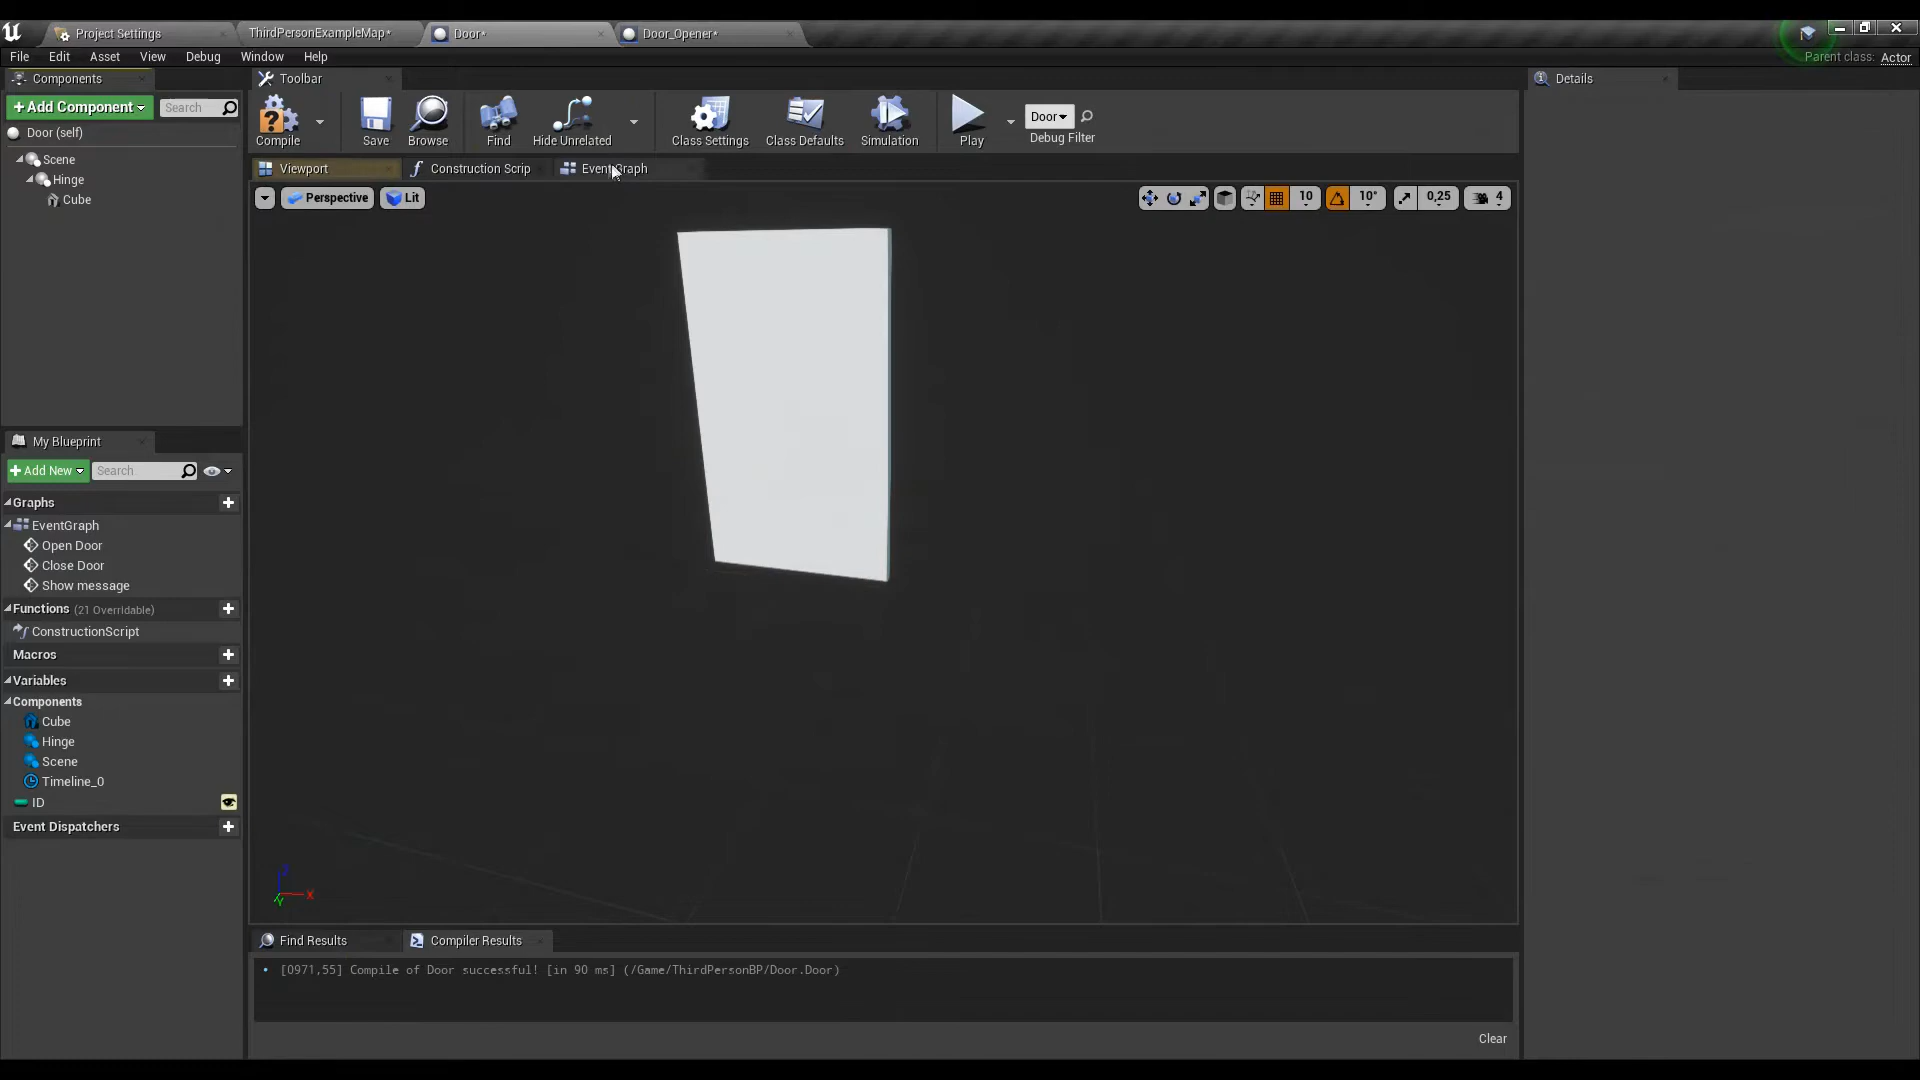 Project Settings
ThirdPersonExampleMap*
Door*
Door_Opener*
File Edit Asset View Window Help
Parent class: Actor
Components
Toolbar
Details
+Add Component
Search
Door (self)
Scene
Hinge
Cube
Compile
Save
Browse
Find
Hide Unrelated
Class Settings
Class Defaults
Simulation
Play
Door
Debug Filter
Viewport
Construction Scrip
EventGraph
Perspective
Lit
10
10°
0,25
4
My Blueprint
+Add New
Search
Graphs
EventGraph
Open Door
Close Door
Show message
Functions (21 Overridable)
ConstructionScript
Macros
Variables
Components
Cube
Hinge
Scene
Timeline_0
ID
Event Dispatchers
Z
X
Y
Find Results
Compiler Results
[0971,55] Compile of Door successful! [in 90 ms] (/Game/ThirdPersonBP/Door.Door)
Clear